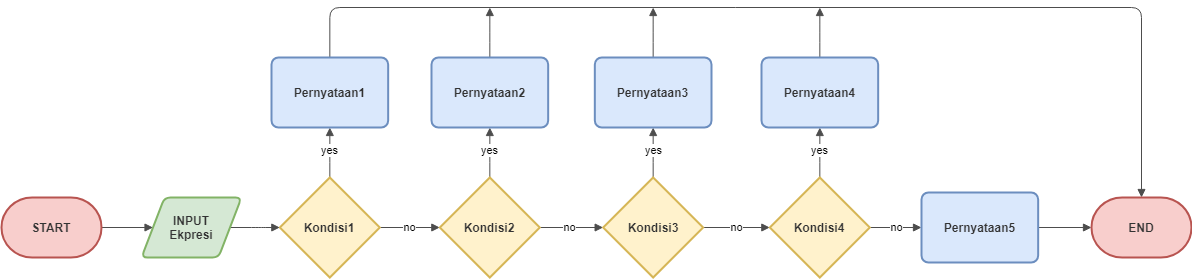 Pernyataan1
Pernyataan2
Pernyataan3
Pernyataan4
yes
yes
yes
yes
START
INPUT
Ekpresi
Kondisi1
no
Kondisi2
no
Kondisi3
no
Kondisi4
no
Pernyataan5
END